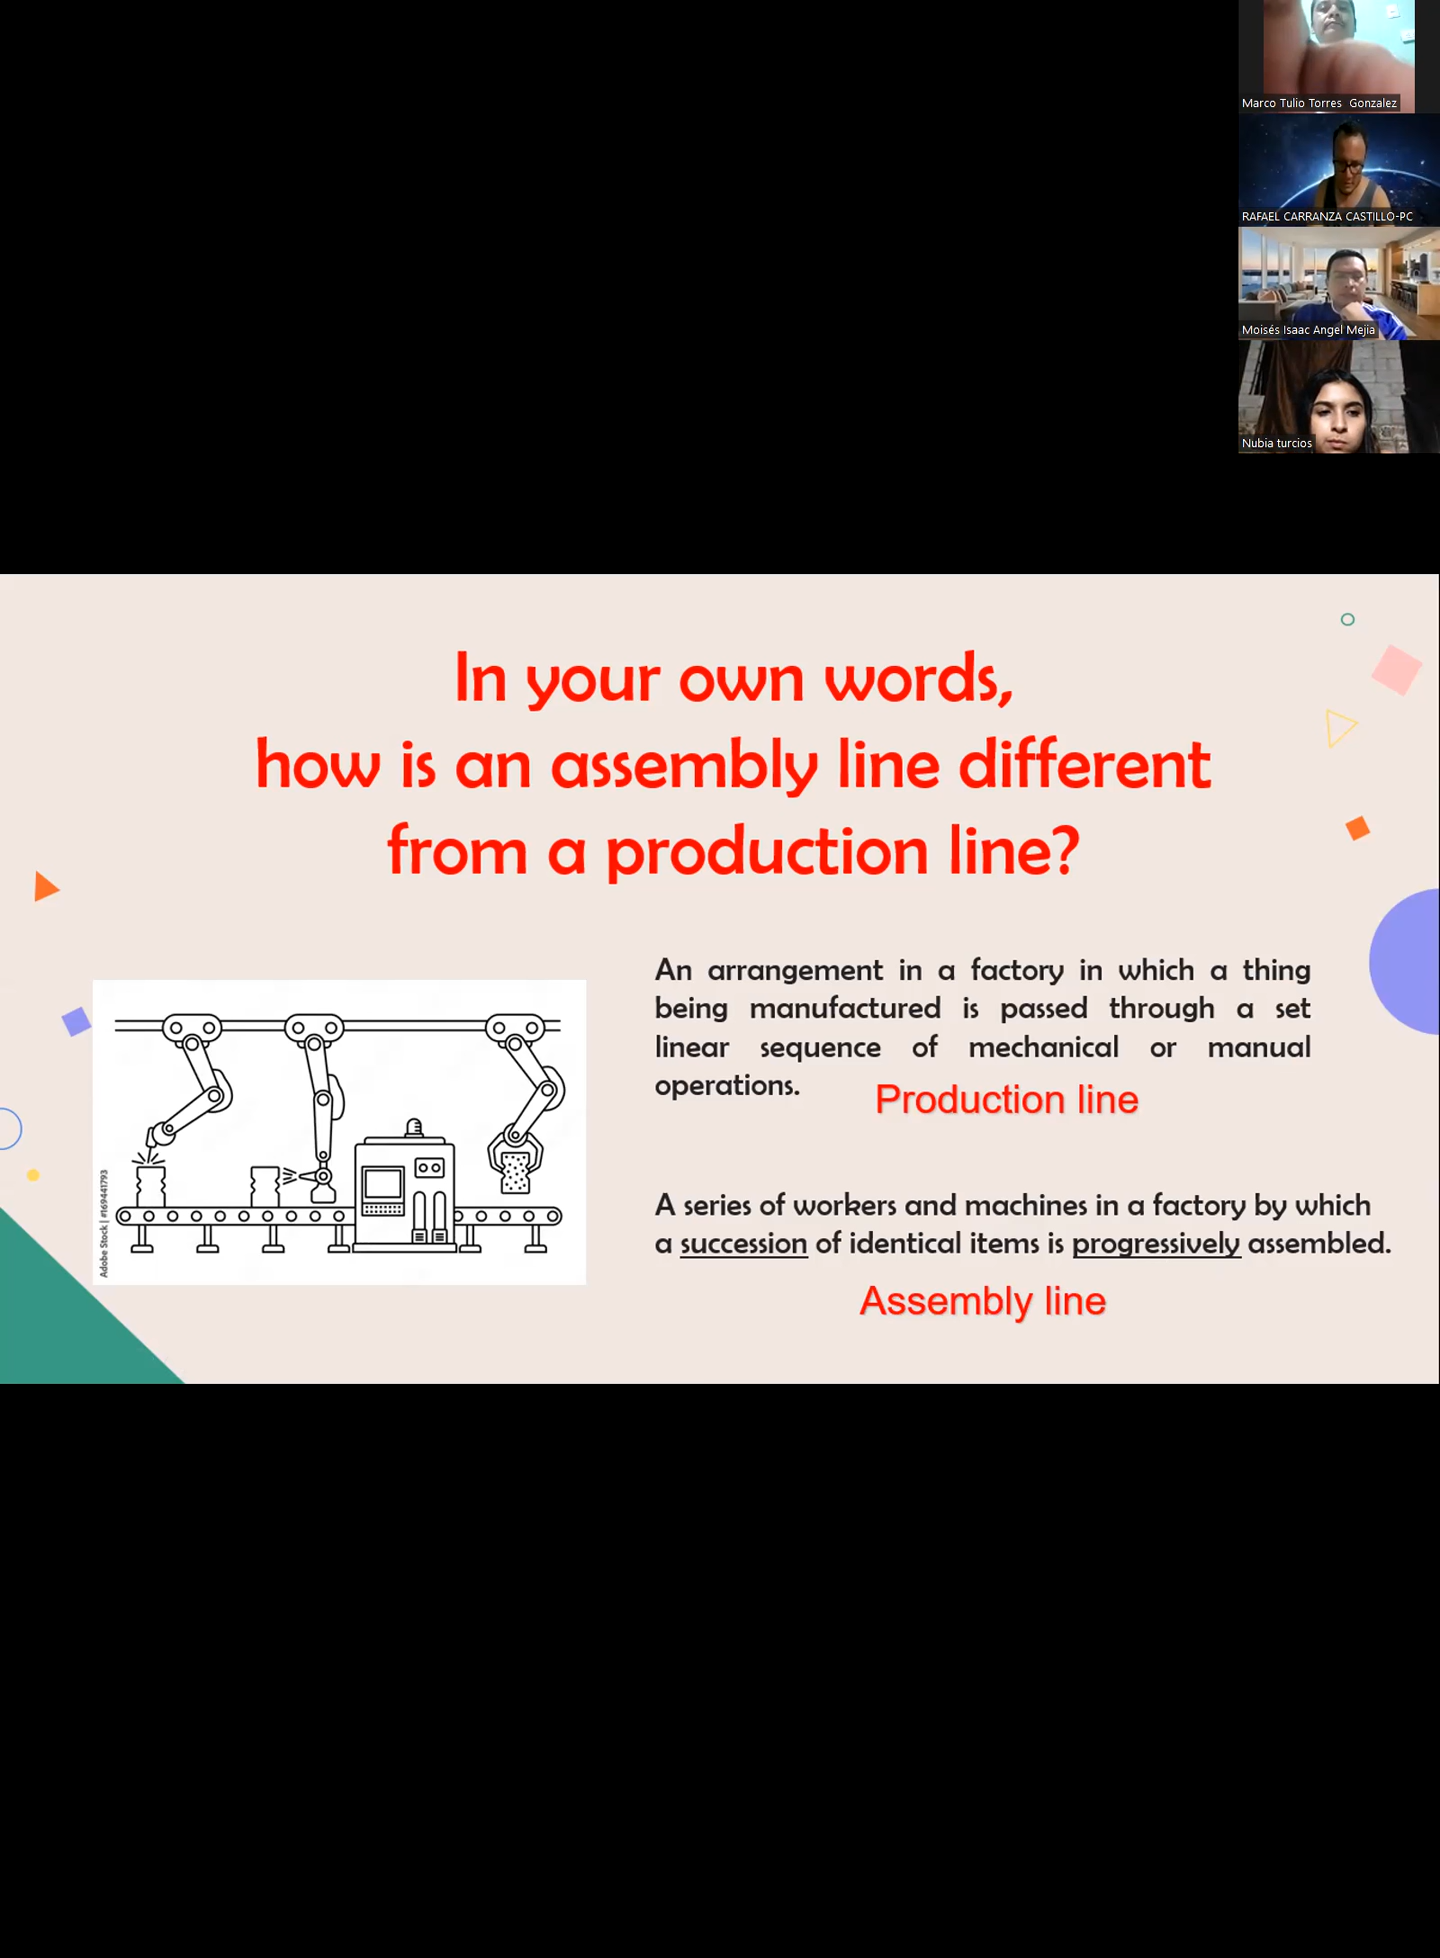 Marco Tulio Torres Gonzalez
RAFAEL CARRANZA CASTILLO-PC
Moisés Isaac Angel Mejia
Nubia turcios
In your own words,
how is an assembly line different
from a production line?
An arrangement in a factory in which a thing
being manufactured is passed through a set
linear sequence of mechanical or manual
operations.
Production line
A series of workers and machines in a factory by which
a succession of identical items is progressively assembled.
Assembly line
Adobe Stock | #169441793